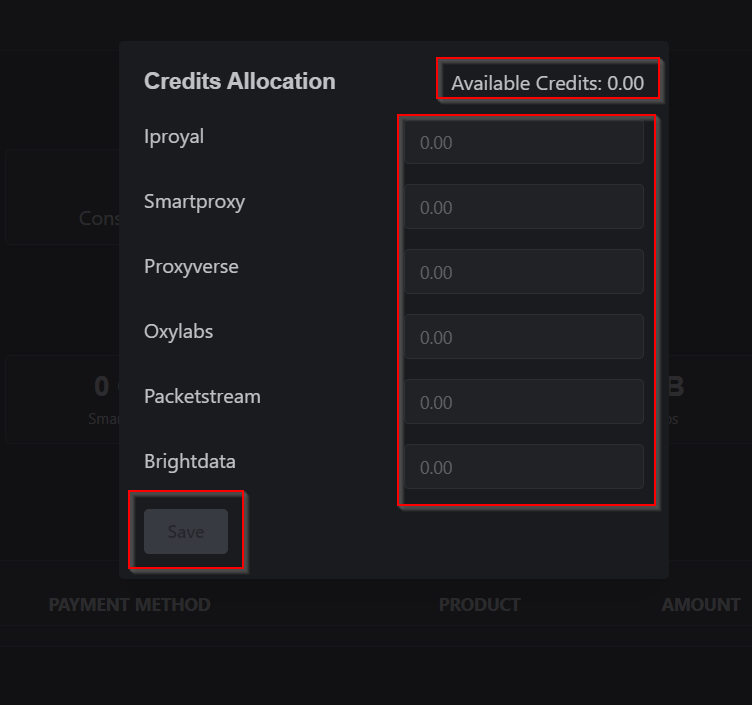 Credits Allocation
Available Credits: 0.00
Iproyal
0.00
Smartproxy
0.00
Proxyverse
0.00
Oxylabs
0.00
Packetstream
0.00
Brightdata
0.00
Save
Cons
0
Smar
B
os
PAYMENT METHOD PRODUCT AMOUNT